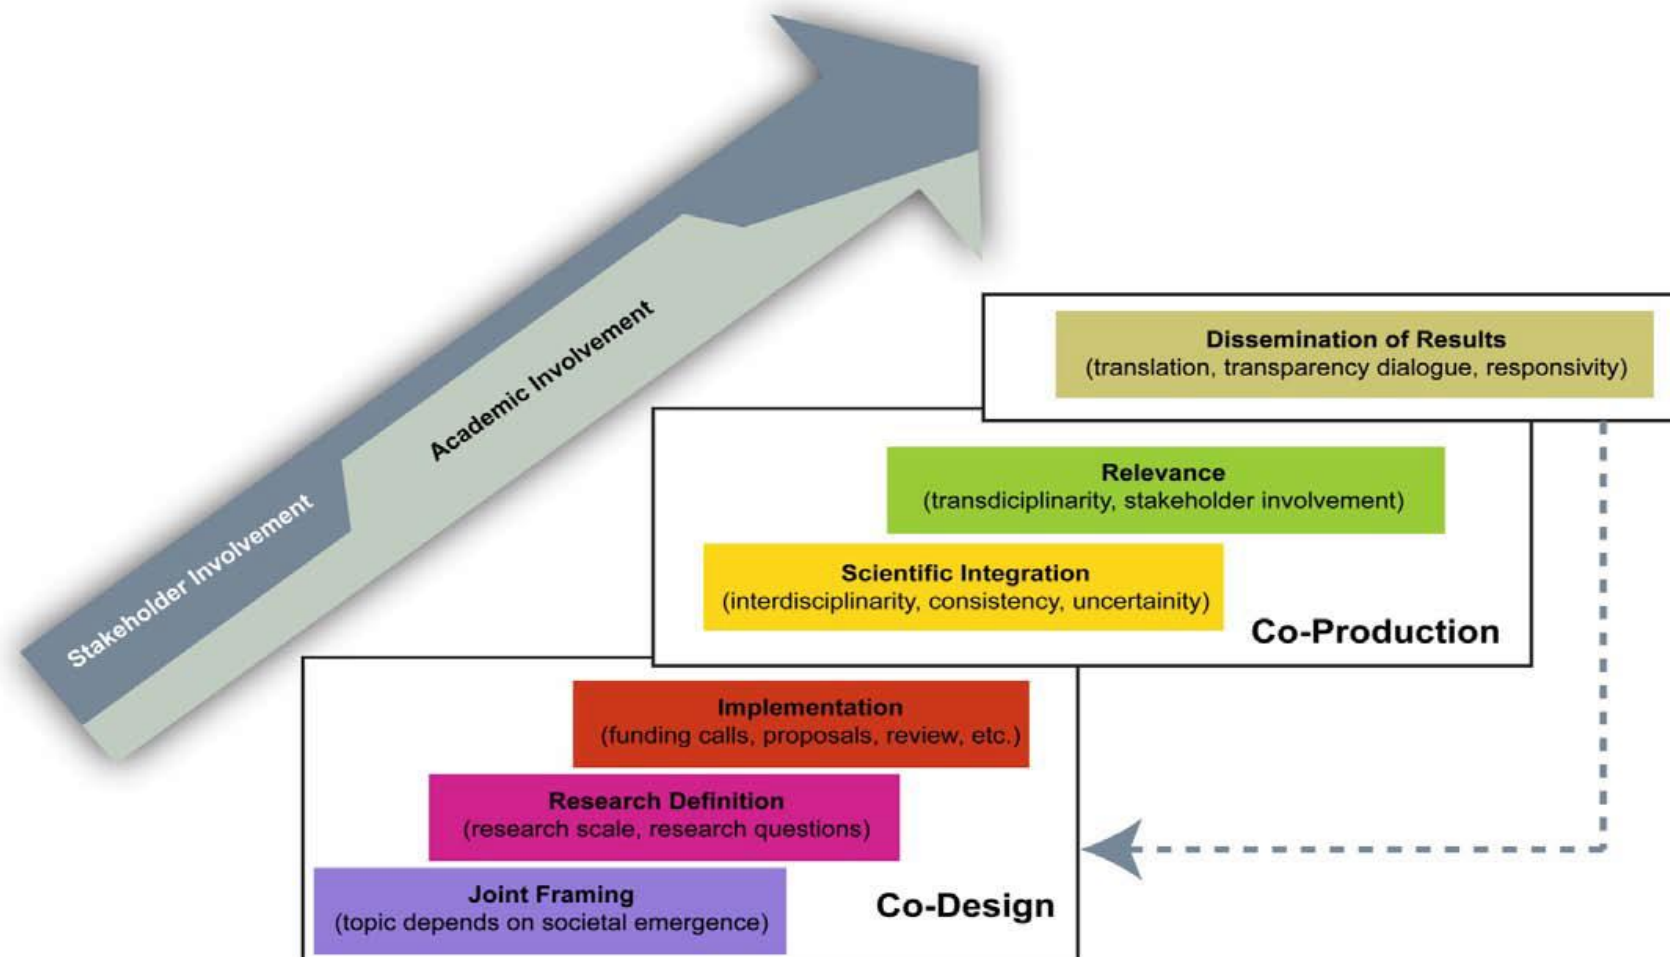 Stakeholder Involvement
Academic Involvement
Dissemination of Results
(translation, transparency dialogue, responsivity)
Relevance
(transdiciplinarity, stakeholder involvement)
Scientific Integration
(interdisciplinarity, consistency, uncertainity)
Co-Production
Implementation
(funding calls, proposals, review, etc.)
Research Definition
(research scale, research questions)
Joint Framing
(topic depends on societal emergence)
Co-Design